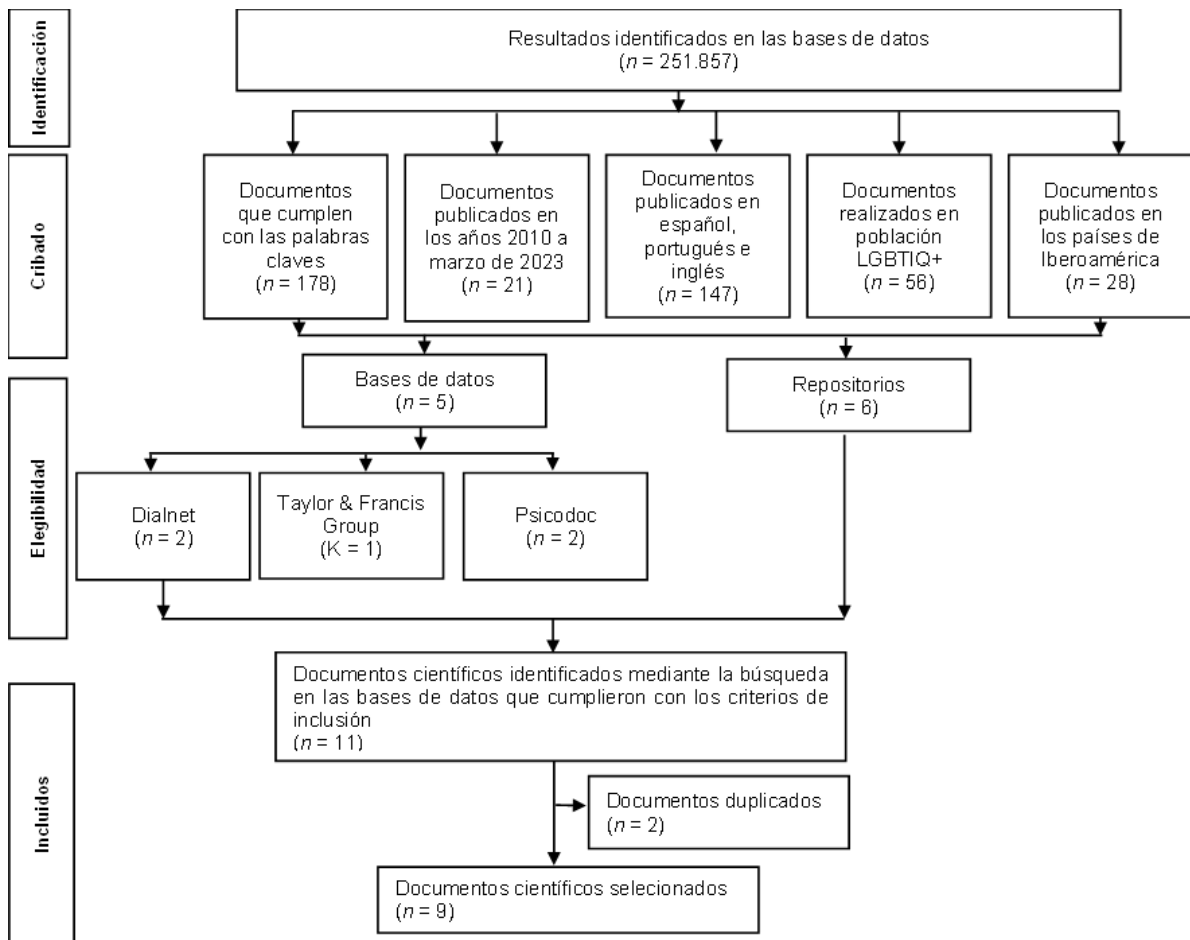 Identificación
Resultados identificados en las bases de datos
(n = 251.857)
Cribado
Documentos
que cumplen
con las palabras
claves
(n = 178)
Documentos
publicados en
los años 2010 a
marzo de 2023
(n = 21)
Documentos
publicados en
español,
portugués e
inglés
(n = 147)
Documentos
realizados en
población
LGBTIQ+
(n = 56)
Documentos
publicados en
los países de
Iberoamérica
(n = 28)
Elegibilidad
Bases de datos
(n = 5)
Repositorios
(n = 6)
Dialnet
(n = 2)
Taylor & Francis
Group
(K = 1)
Psicodoc
(n = 2)
Incluidos
Documentos científicos identificados mediante la búsqueda
en las bases de datos que cumplieron con los criterios de
inclusión
(n = 11)
Documentos duplicados
(n = 2)
Documentos científicos selecionados
(n = 9)